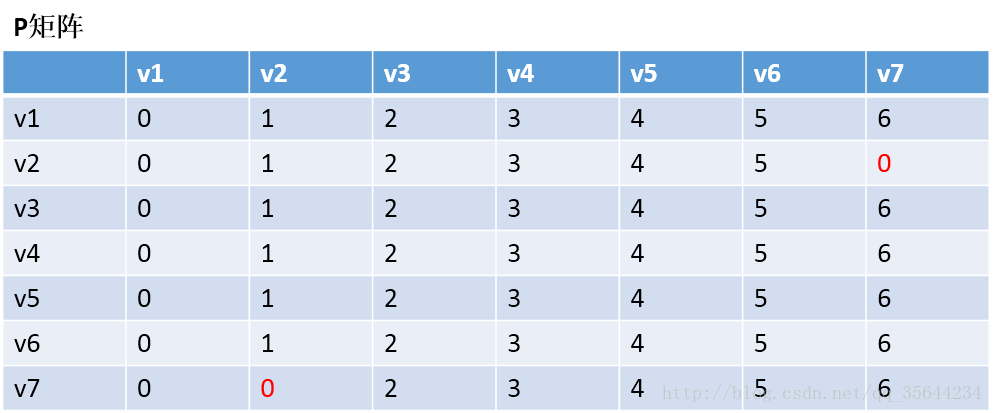 P矩阵
v1 v2 v3 v4 v5 v6 v7
v1 0 1 2 3 4 5 6
v2 0 1 2 3 4 5 0
v3 0 1 2 3 4 5 6
v4 0 1 2 3 4 5 6
v5 0 1 2 3 4 5 6
v6 0 1 2 3 4 5 6
v7 0 0 2 3 4 5 6
http://blog.csdn.net/qq_35644234